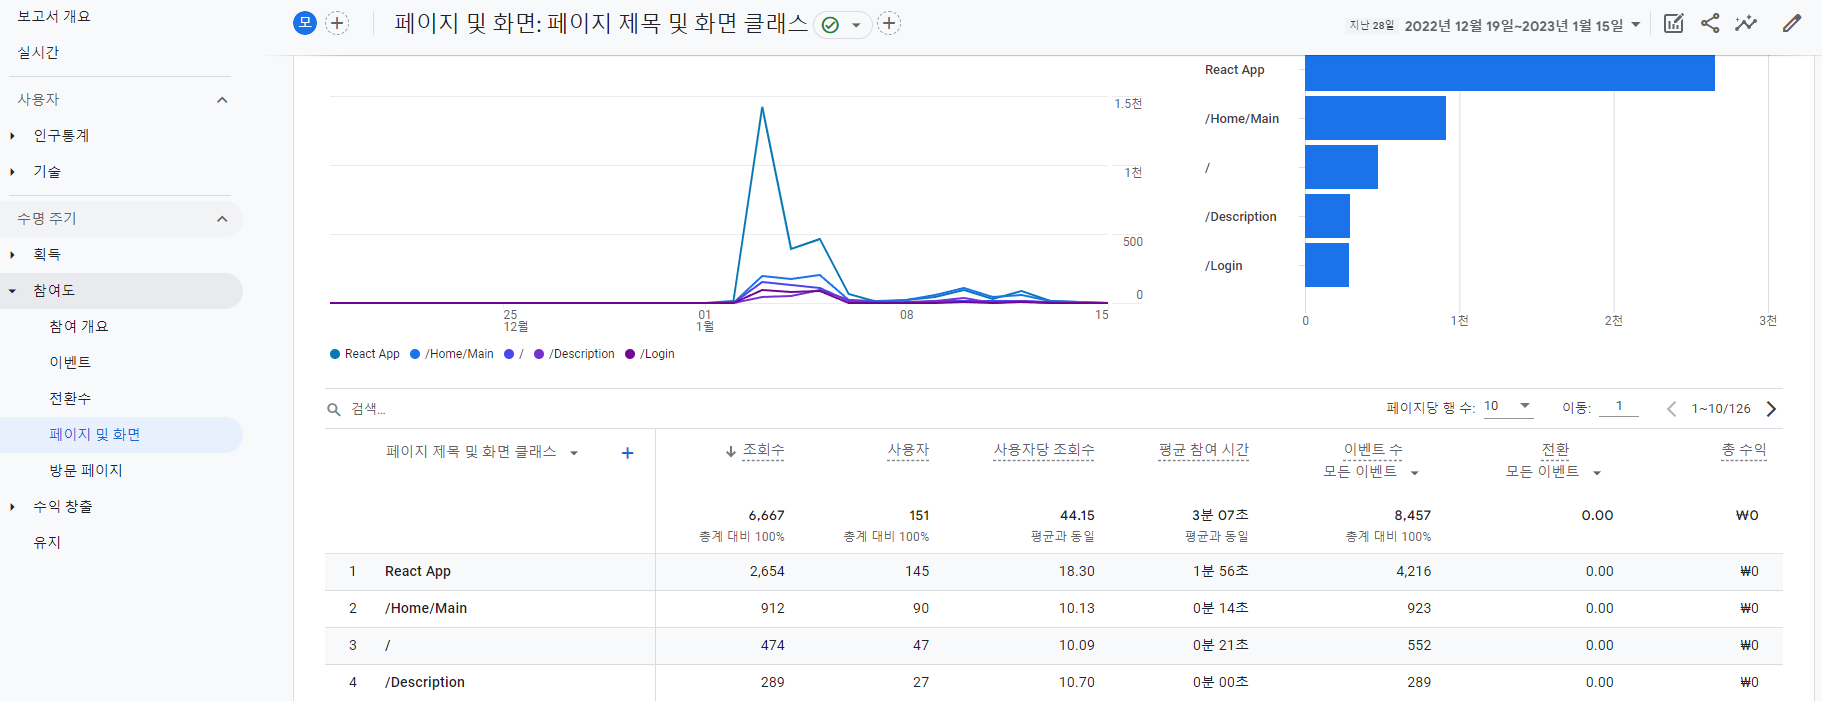 보고서 개요
실시간
사용자
인구통계
기술
수명 주기
획득
참여도
참여 개요
이벤트
전환수
페이지 및 화면
방문 페이지
수익 창출
유지
모
페이지 및 화면: 페이지 제목 및 화면 클래스
지난 28일 2022년 12월 19일~2023년 1월 15일
1.5천
1천
500
0
25
12월
01
1월
08
15
React App /Home/Main / /Description /Login
React App
/Home/Main
/
/Description
/Login
0 1천 2천 3천
검색...
페이지당 행 수: 10 이동: 1 1~10/126
페이지 제목 및 화면 클래스 + 조회수 사용자 사용자당 조회수 평균 참여 시간 이벤트 수 전환 총 수익
모든 이벤트 모든 이벤트
6,667 151 44.15 3분 07초 8,457 0.00 ₩0
총계 대비 100% 총계 대비 100% 평균과 동일 평균과 동일 총계 대비 100%
1 React App 2,654 145 18.30 1분 56초 4,216 0.00 ₩0
2 /Home/Main 912 90 10.13 0분 14초 923 0.00 ₩0
3 / 474 47 10.09 0분 21초 552 0.00 ₩0
4 /Description 289 27 10.70 0분 00초 289 0.00 ₩0